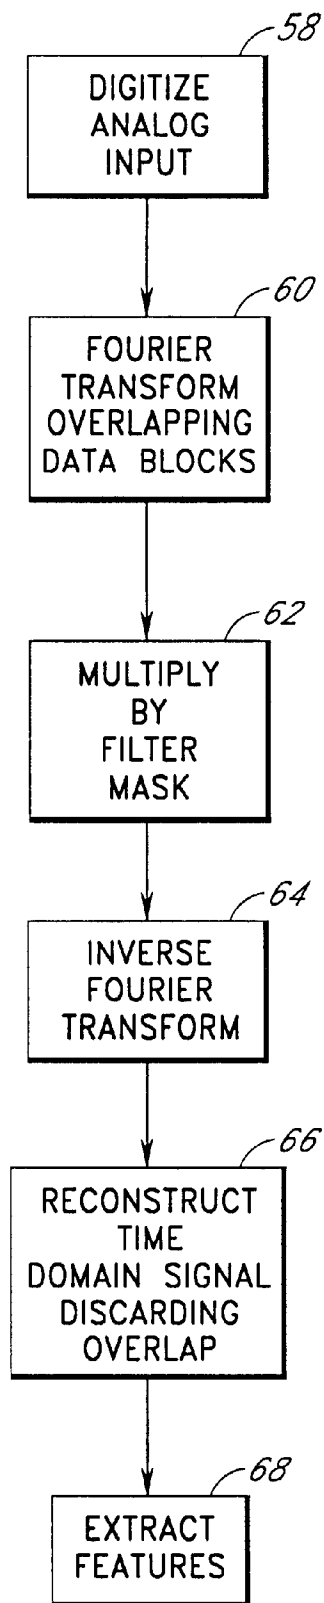 58
DIGITIZE
ANALOG
INPUT
60
FOURIER
TRANSFORM
OVERLAPPING
DATA BLOCKS
62
MULTIPLY
BY
FILTER
MASK
64
INVERSE
FOURIER
TRANSFORM
66
RECONSTRUCT
TIME
DOMAIN SIGNAL
DISCARDING
OVERLAP
68
EXTRACT
FEATURES